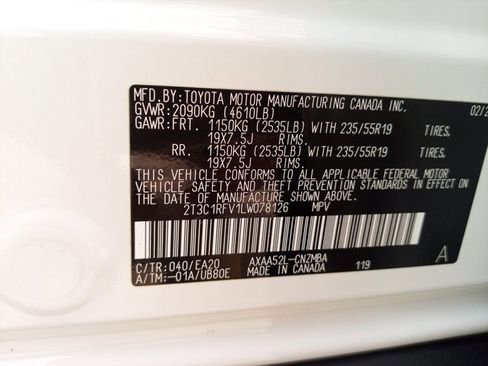 MFD.BY:TOYOTA MOTOR MANUFACTURING CANADA INC. 02/2
GVWR:2090KG (4610LB)
GAWR:FRT. 1150KG (2535LB) WITH 235/55R19 TIRES,
19X7.5J RIMS.
RR. 1150KG (2535LB) WITH 235/55R19 TIRES,
19X7.5J RIMS.
THIS VEHICLE CONFORMS TO ALL APPLICABLE FEDERAL MOTOR
VEHICLE SAFETY AND BUMPER STANDARDS IN EFFECT ON
THE DATE OF MANUFACTURE SHOWN ABOVE.
2T3C1RFV1LW078126 MPV
C/TR:040/EA20 AXAA52L-CNZMBA A
A/TM:-01A/UB80E MADE IN CANADA 119